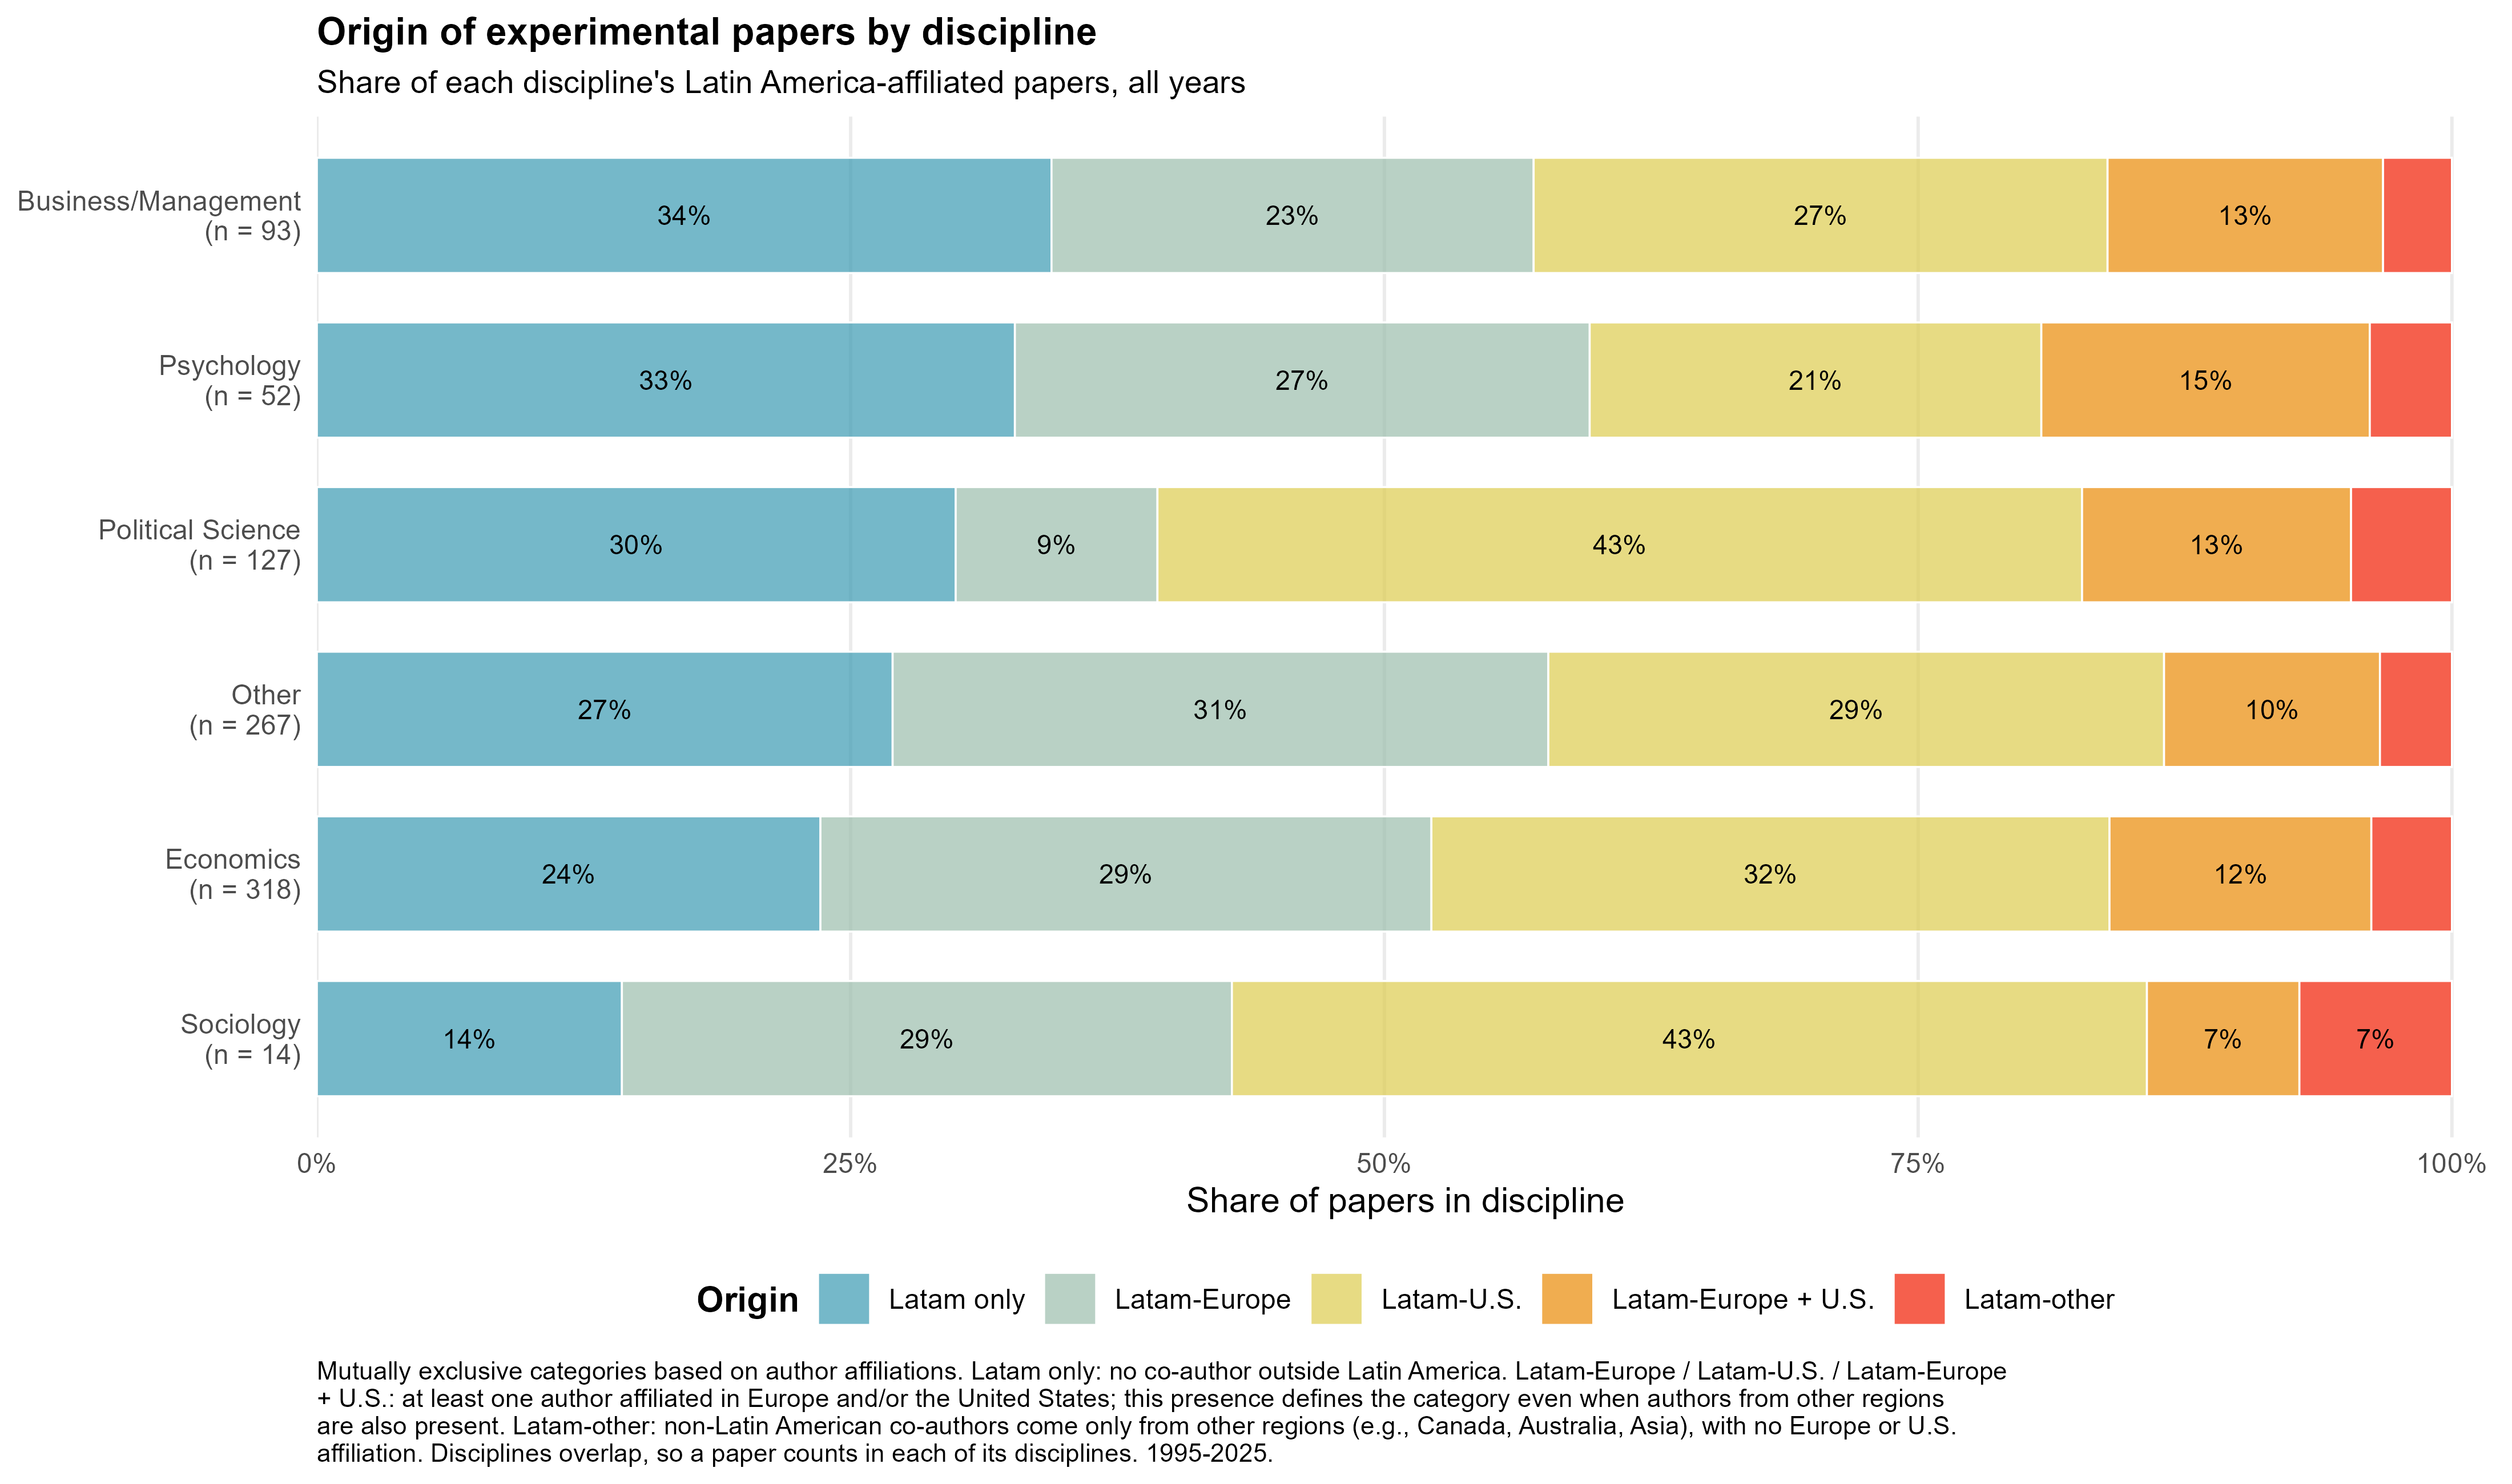 Origin of experimental papers by discipline
Share of each discipline's Latin America-affiliated papers, all years
Business/Management
(n = 93)
34%
23%
27%
13%
Psychology
(n = 52)
33%
27%
21%
15%
Political Science
(n = 127)
30%
9%
43%
13%
Other
(n = 267)
27%
31%
29%
10%
Economics
(n = 318)
24%
29%
32%
12%
Sociology
(n = 14)
14%
29%
43%
7%
7%
0%
25%
50%
75%
100%
Share of papers in discipline
Origin
Latam only
Latam-Europe
Latam-U.S.
Latam-Europe + U.S.
Latam-other
Mutually exclusive categories based on author affiliations. Latam only: no co-author outside Latin America. Latam-Europe / Latam-U.S. / Latam-Europe
+ U.S.: at least one author affiliated in Europe and/or the United States; this presence defines the category even when authors from other regions
are also present. Latam-other: non-Latin American co-authors come only from other regions (e.g., Canada, Australia, Asia), with no Europe or U.S.
affiliation. Disciplines overlap, so a paper counts in each of its disciplines. 1995-2025.